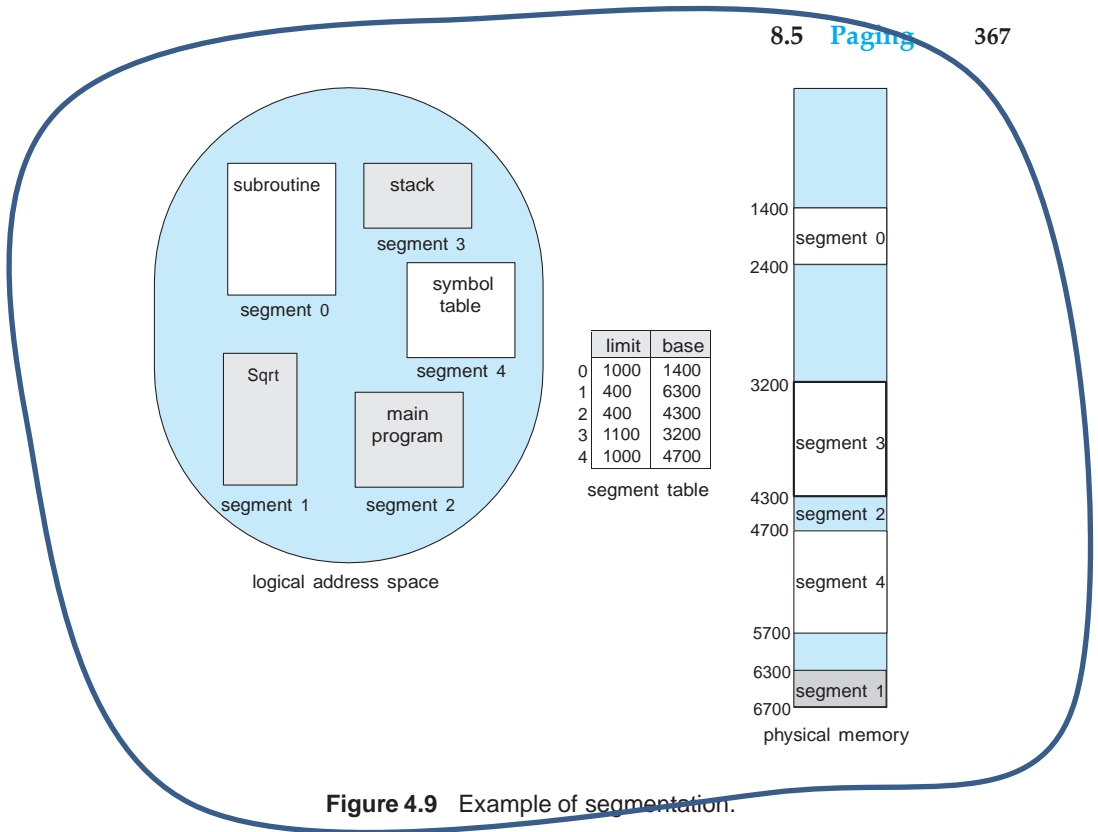 8.5 Paging 367
subroutine
segment 0
stack
segment 3
symbol
table
segment 4
Sqrt
segment 1
main
program
segment 2
logical address space
limit base
0 1000 1400
1 400 6300
2 400 4300
3 1100 3200
4 1000 4700
segment table
1400
segment 0
2400
3200
segment 3
4300
segment 2
4700
segment 4
5700
6300
segment 1
6700
physical memory
Figure 4.9 Example of segmentation.